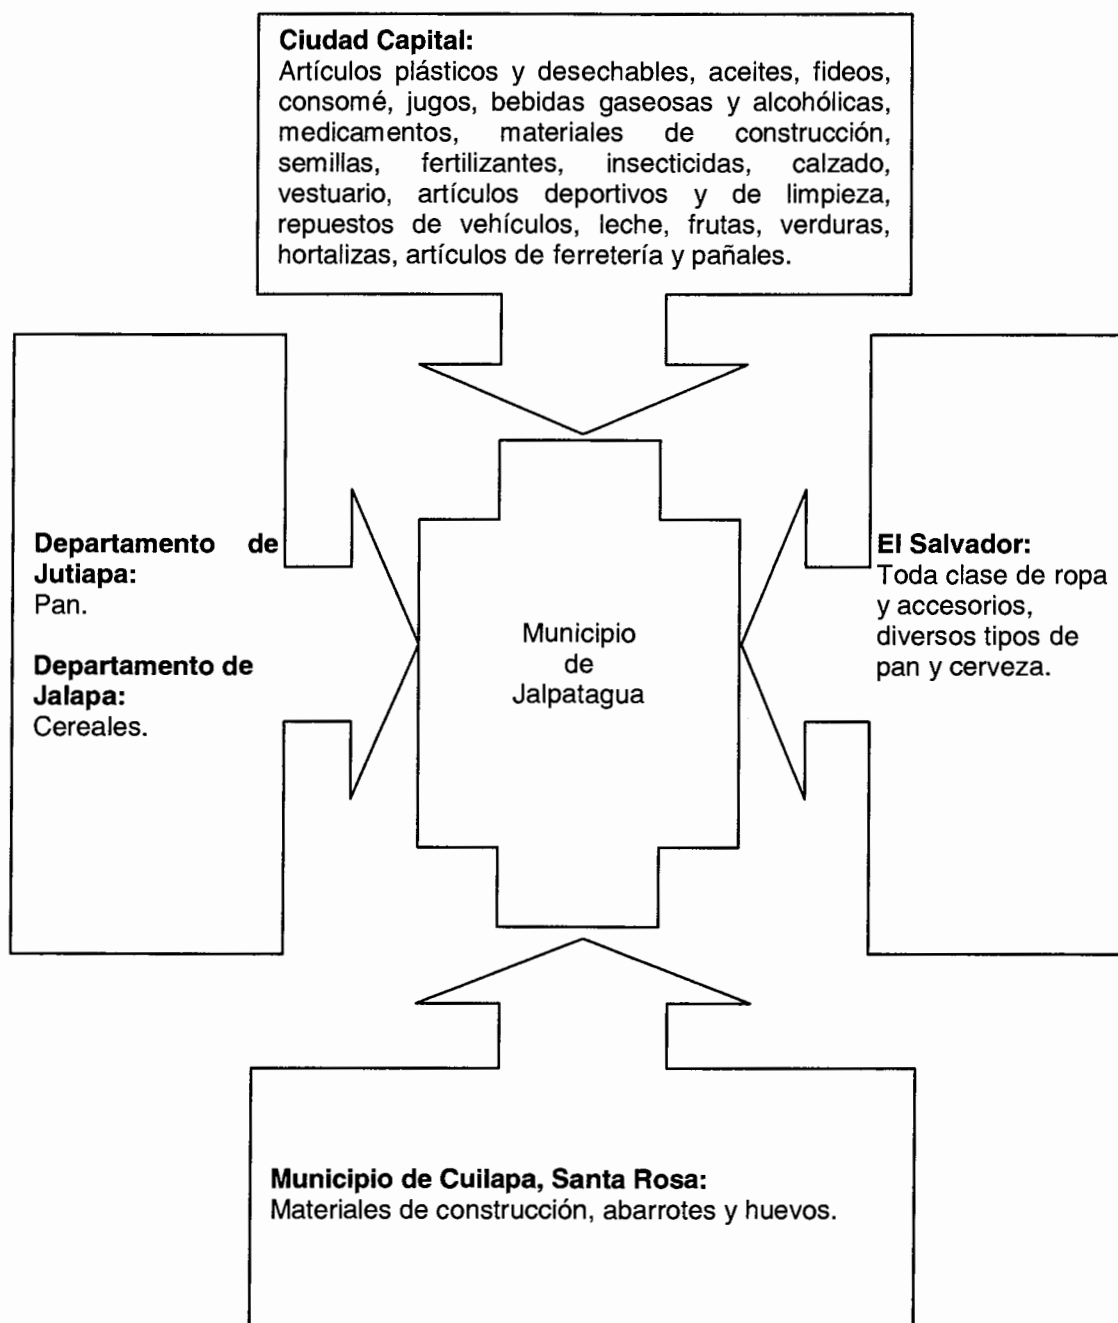 Ciudad Capital:
Artículos plásticos y desechables, aceites, fideos,
consomé, jugos, bebidas gaseosas y alcohólicas,
medicamentos, materiales de construcción,
semillas, fertilizantes, insecticidas, calzado,
vestuario, artículos deportivos y de limpieza,
repuestos de vehículos, leche, frutas, verduras,
hortalizas, artículos de ferretería y pañales.
Departamento de
Jutiapa:
Pan.
Departamento de
Jalapa:
Cereales.
Municipio
de
Jalpatagua
El Salvador:
Toda clase de ropa
y accesorios,
diversos tipos de
pan y cerveza.
Municipio de Cuilapa, Santa Rosa:
Materiales de construcción, abarrotes y huevos.